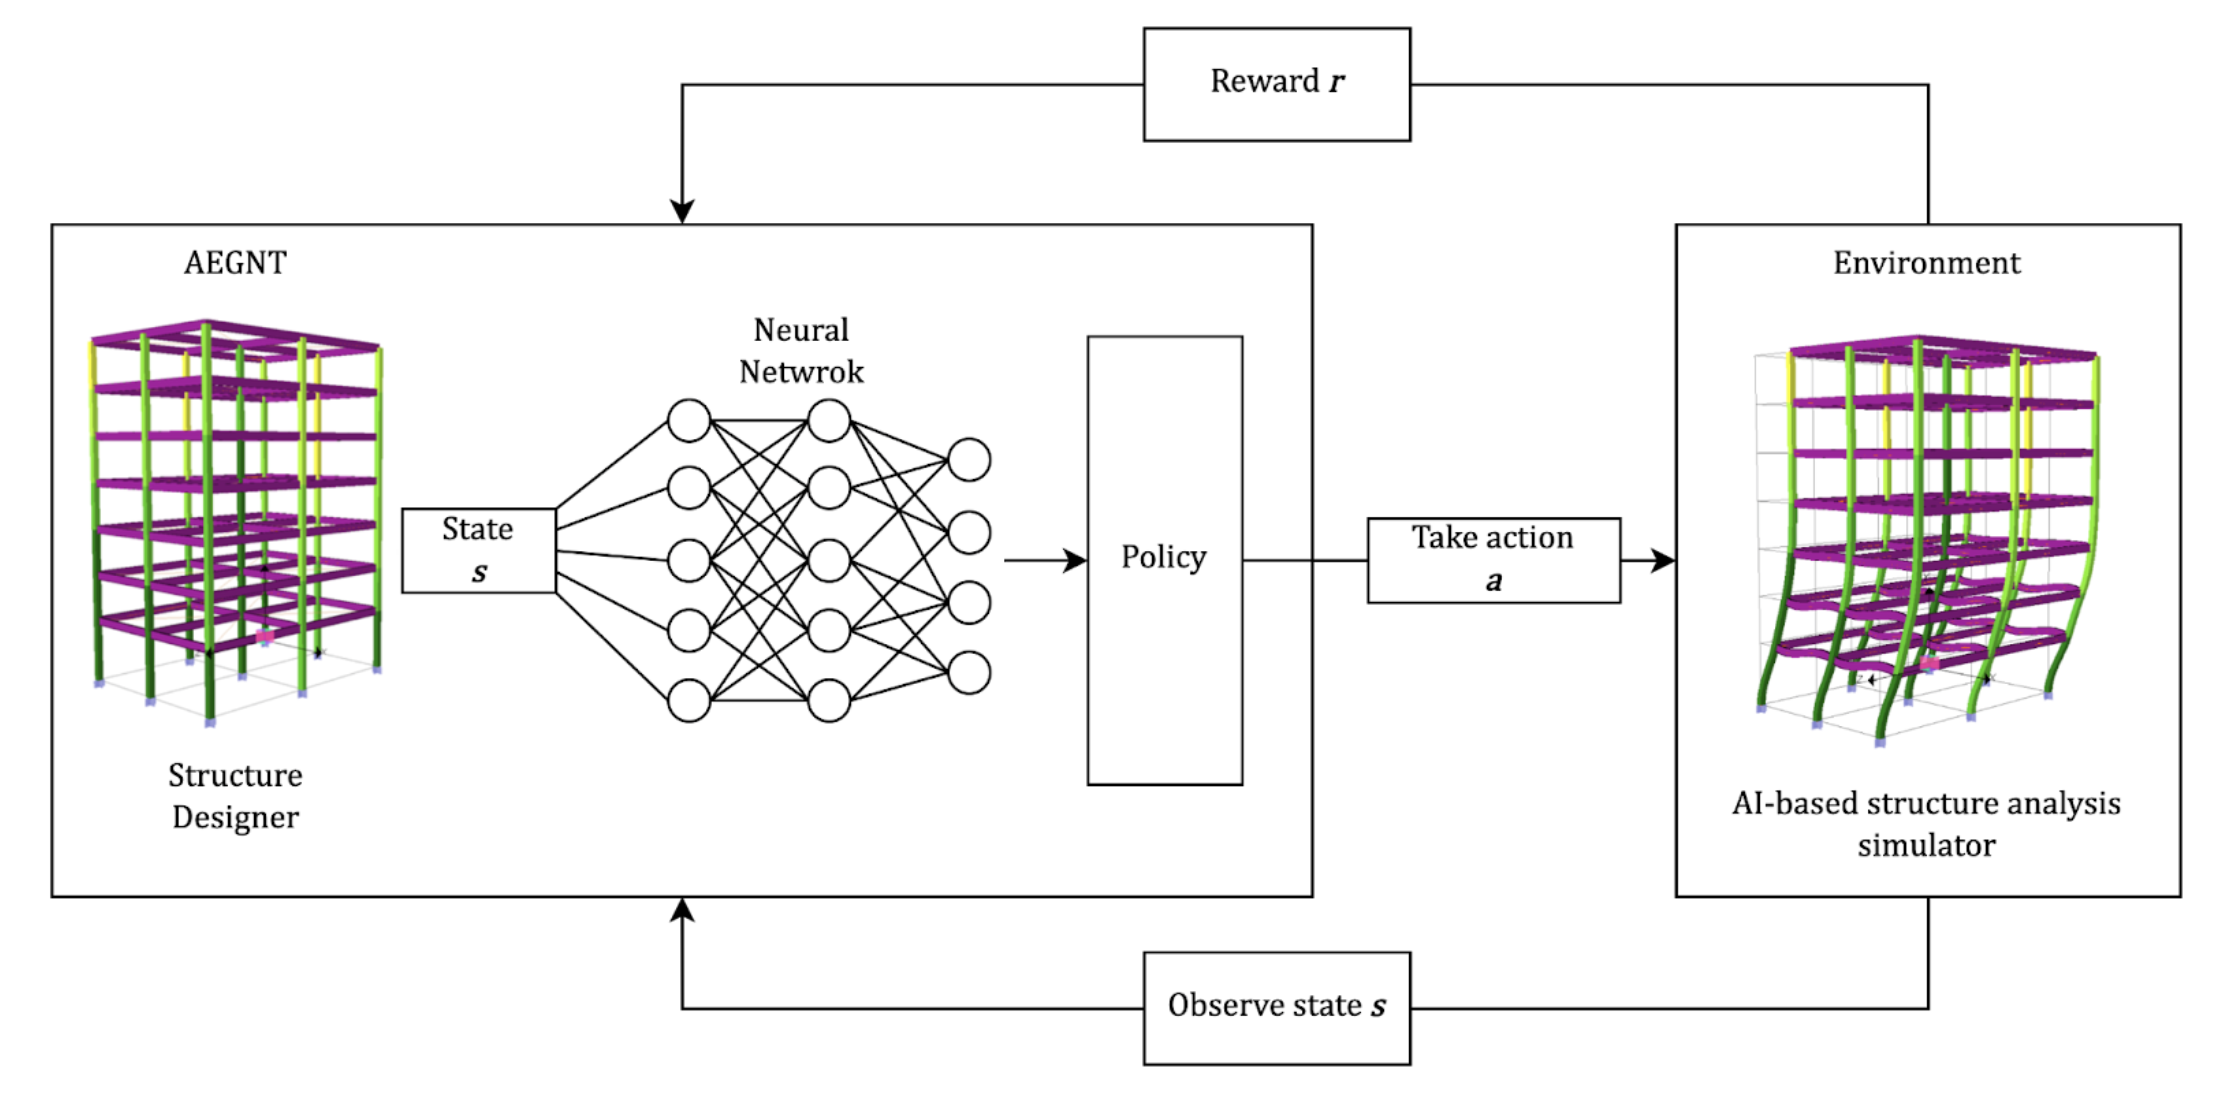 Reward r
AEGNT
Environment
Neural
Netwrok
State
s
Policy
Take action
a
Structure
Designer
AI-based structure analysis
simulator
Observe state s